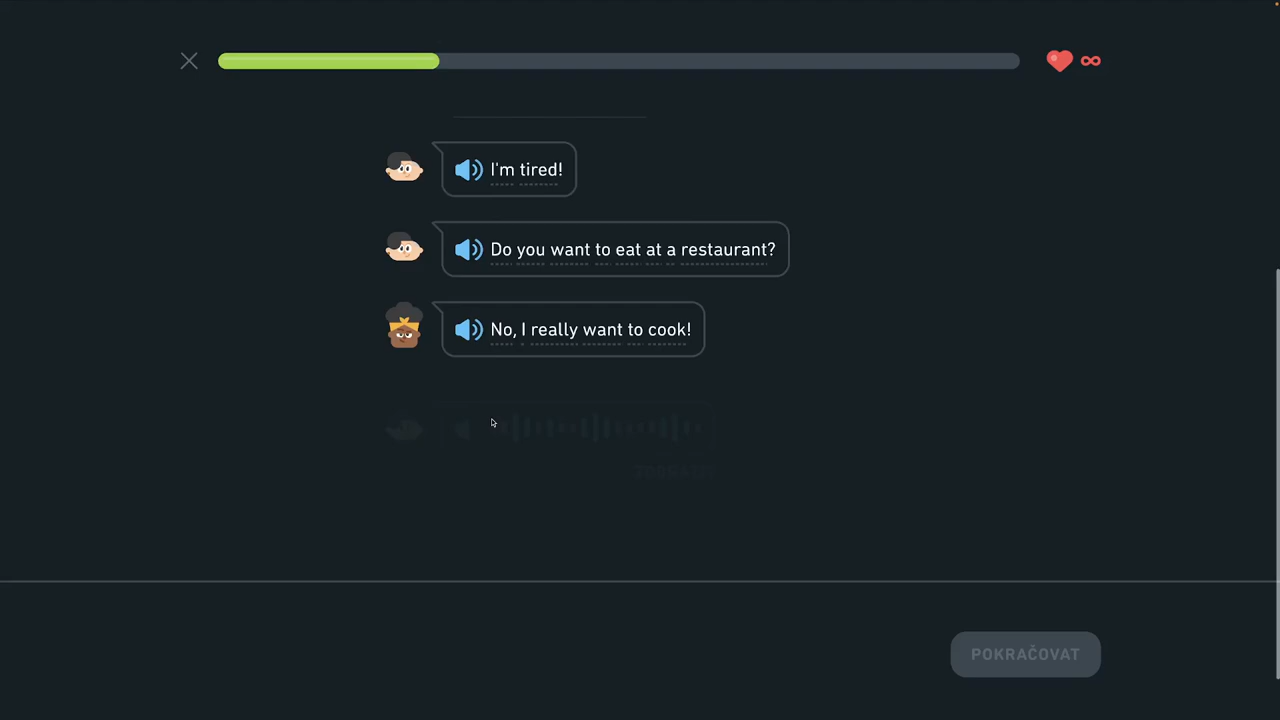 I'm tired!
Do you want to eat at a restaurant?
No, I really want to cook!
POKRAČOVAT